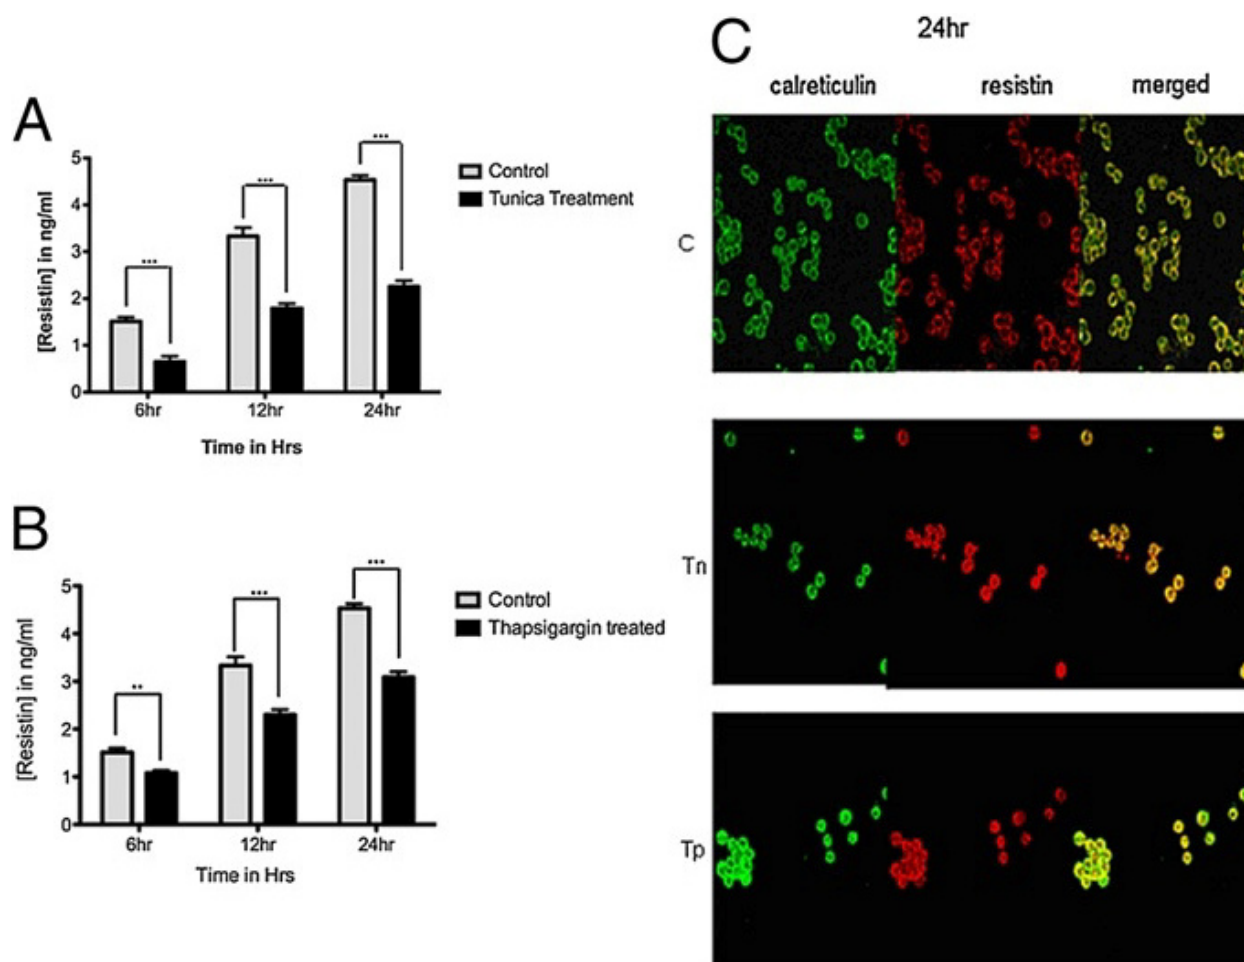 A
5
4
3
2
1
0
[Resistin] in ng/ml
***
***
***
6hr 12hr 24hr
Time in Hrs
Control
Tunica Treatment
B
5
4
3
2
1
0
[Resistin] in ng/ml
**
***
***
6hr 12hr 24hr
Time in Hrs
Control
Thapsigargin treated
C
24hr
calreticulin resistin merged
C
Tn
Tp